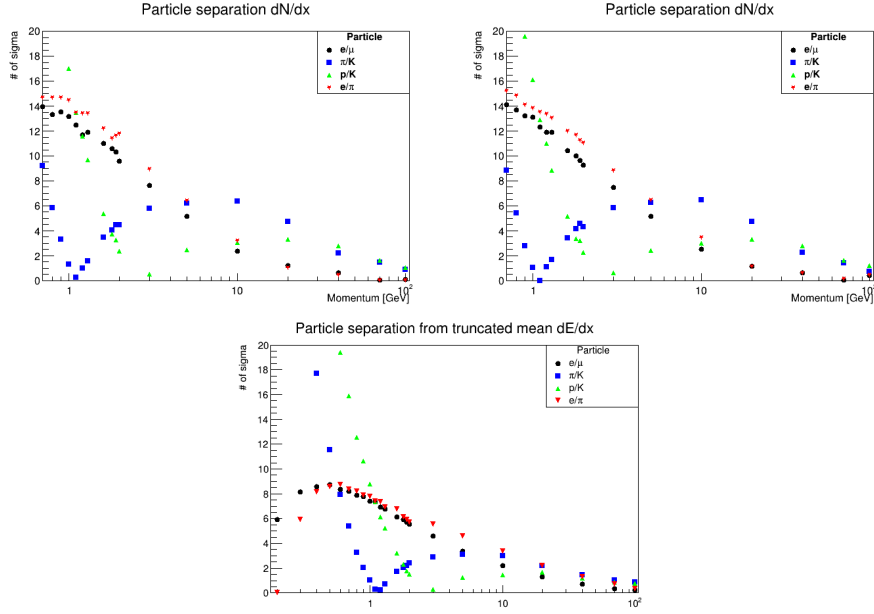 Particle separation dN/dx
# of sigma
20
18
16
14
12
10
8
6
4
2
0
Particle
e/μ
π/K
p/K
e/π
1
10
10²
Momentum [GeV]
Particle separation dN/dx
# of sigma
20
18
16
14
12
10
8
6
4
2
0
Particle
e/μ
π/K
p/K
e/π
1
10
10²
Momentum [GeV]
Particle separation from truncated mean dE/dx
# of sigma
20
18
16
14
12
10
8
6
4
2
0
Particle
e/μ
π/K
p/K
e/π
1
10
10²